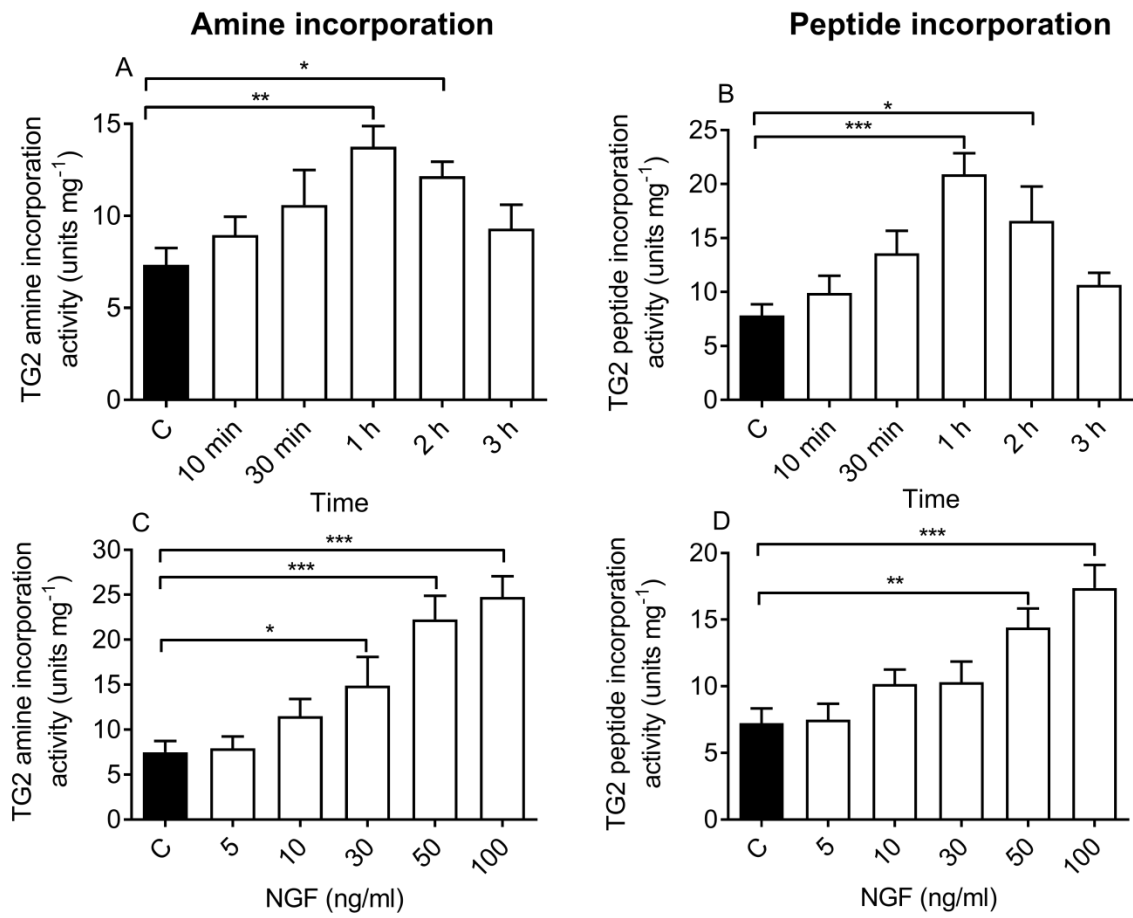 Amine incorporation
Peptide incorporation
A
*
**
TG2 amine incorporation
activity (units mg⁻¹)
15
10
5
0
C
10 min
30 min
1 h
2 h
3 h
Time
B
*
***
TG2 peptide incorporation
activity (units mg⁻¹)
25
20
15
10
5
0
C
10 min
30 min
1 h
2 h
3 h
Time
C
***
***
*
TG2 amine incorporation
activity (units mg⁻¹)
30
25
20
15
10
5
0
C
5
10
30
50
100
NGF (ng/ml)
D
***
**
TG2 peptide incorporation
activity (units mg⁻¹)
20
15
10
5
0
C
5
10
30
50
100
NGF (ng/ml)